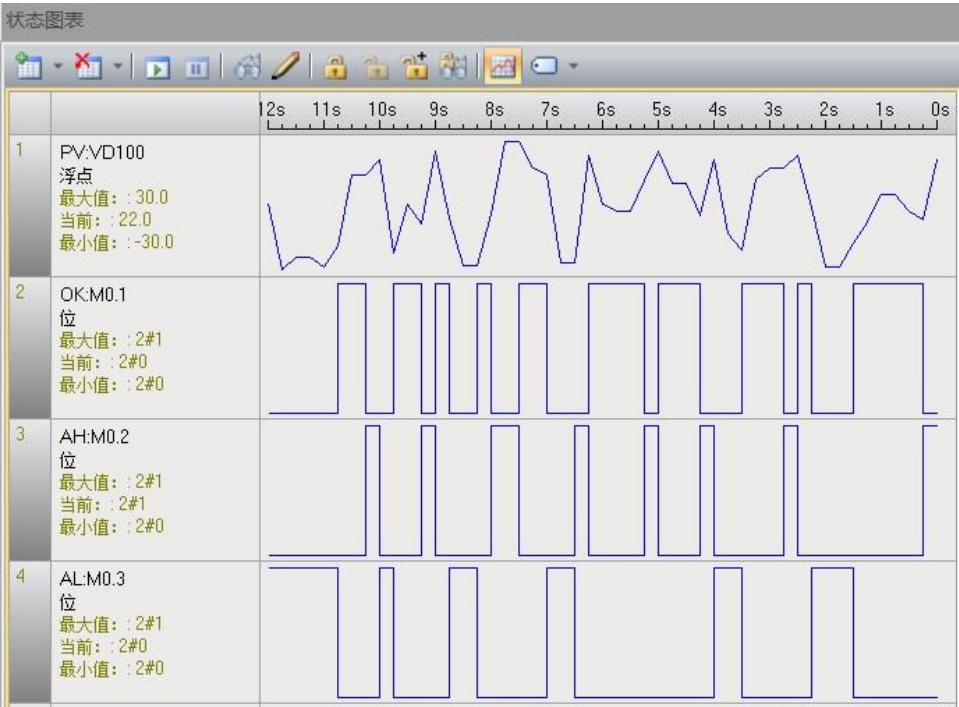 状态图表
12s 11s 10s 9s 8s 7s 6s 5s 4s 3s 2s 1s 0s
1 PV:VD100
浮点
最大值：: 30.0
当前：: 22.0
最小值：: -30.0
2 OK:M0.1
位
最大值：: 2#1
当前：: 2#0
最小值：: 2#0
3 AH:M0.2
位
最大值：: 2#1
当前：: 2#1
最小值：: 2#0
4 AL:M0.3
位
最大值：: 2#1
当前：: 2#0
最小值：: 2#0